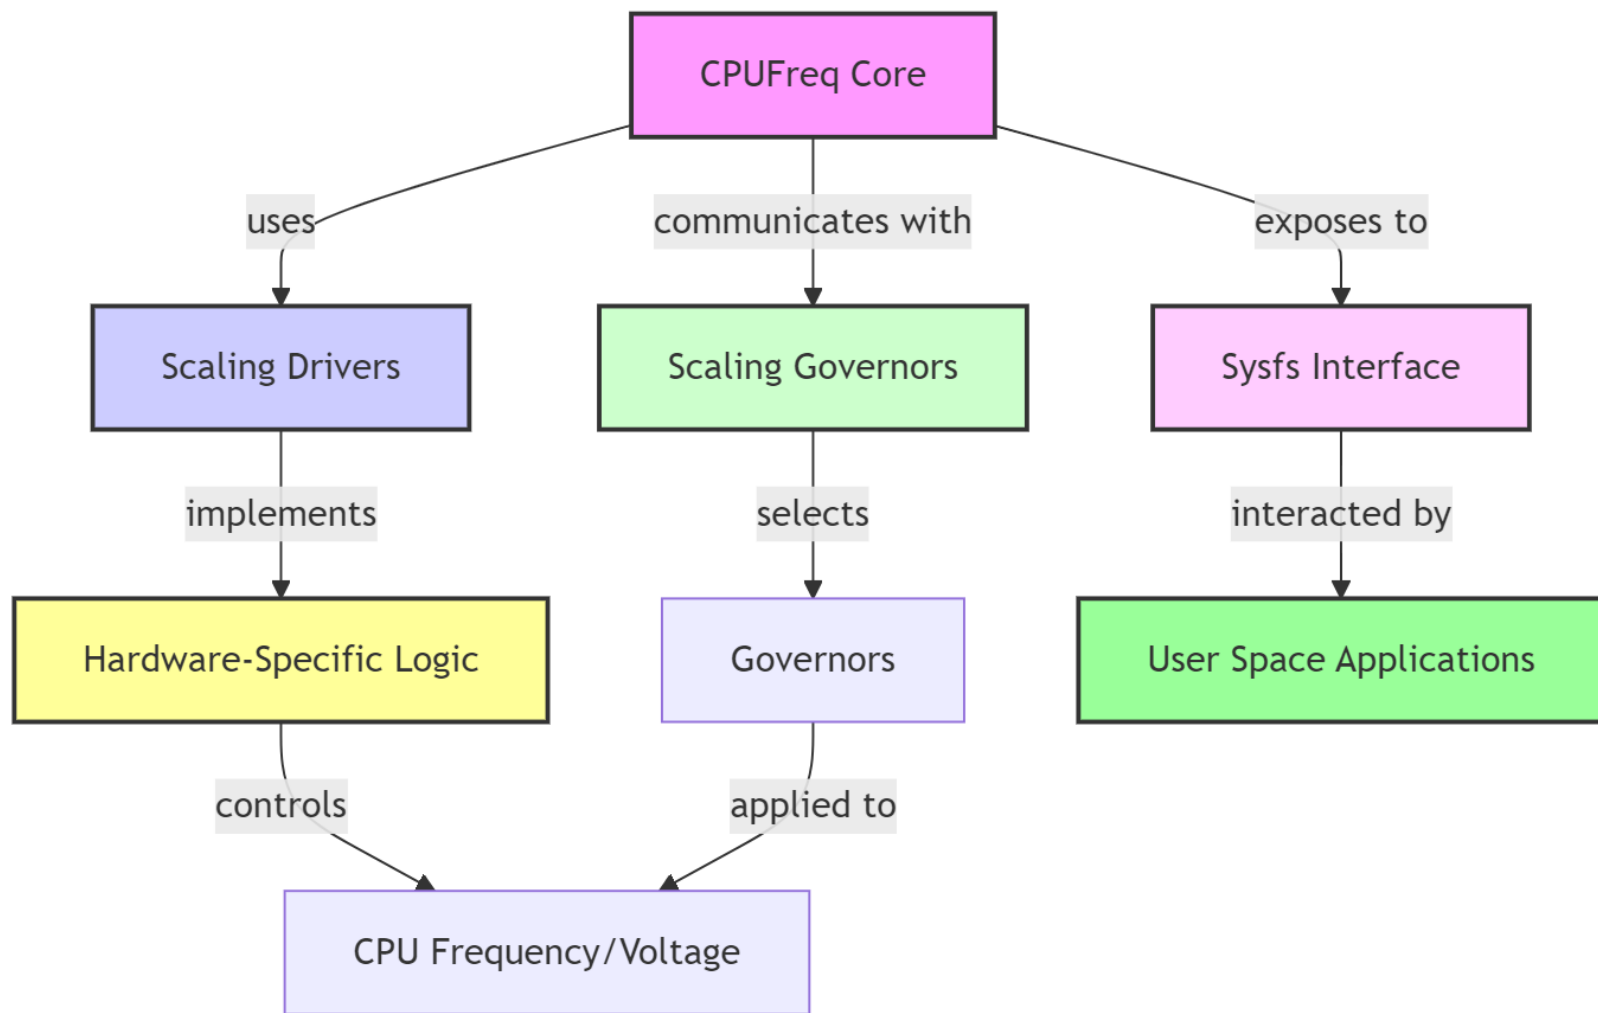 CPUFreq Core
uses
communicates with
exposes to
Scaling Drivers
Scaling Governors
Sysfs Interface
implements
selects
interacted by
Hardware-Specific Logic
Governors
User Space Applications
controls
applied to
CPU Frequency/Voltage